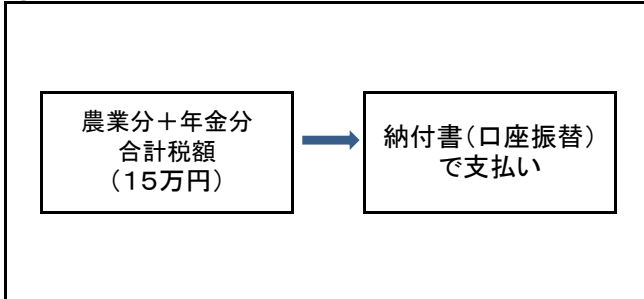 農業分＋年金分
合計税額
（１５万円）
納付書（口座振替）
で支払い